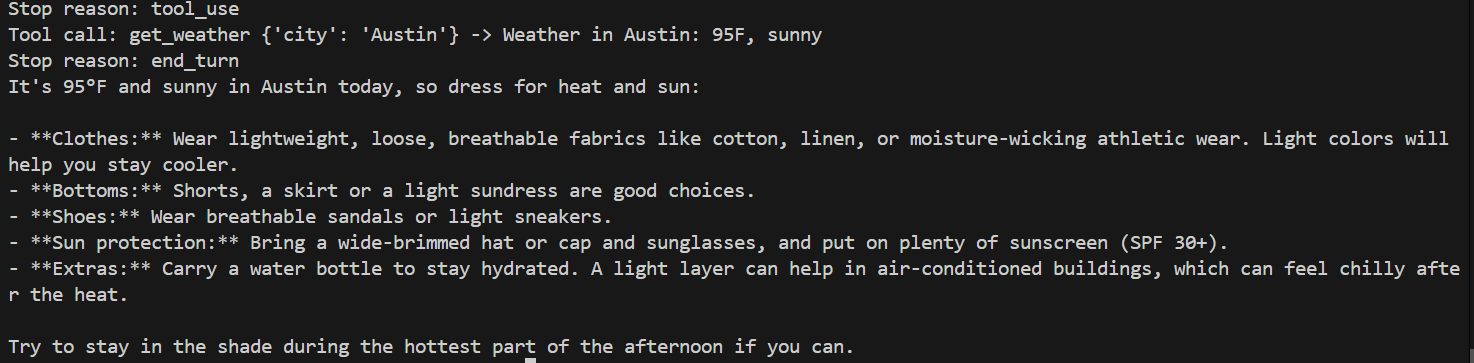 Stop reason: tool_use
Tool call: get_weather {'city': 'Austin'} -> Weather in Austin: 95F, sunny
Stop reason: end_turn
It's 95°F and sunny in Austin today, so dress for heat and sun:

- **Clothes:** Wear lightweight, loose, breathable fabrics like cotton, linen, or moisture-wicking athletic wear. Light colors will
help you stay cooler.
- **Bottoms:** Shorts, a skirt or a light sundress are good choices.
- **Shoes:** Wear breathable sandals or light sneakers.
- **Sun protection:** Bring a wide-brimmed hat or cap and sunglasses, and put on plenty of sunscreen (SPF 30+).
- **Extras:** Carry a water bottle to stay hydrated. A light layer can help in air-conditioned buildings, which can feel chilly afte
r the heat.

Try to stay in the shade during the hottest part of the afternoon if you can.